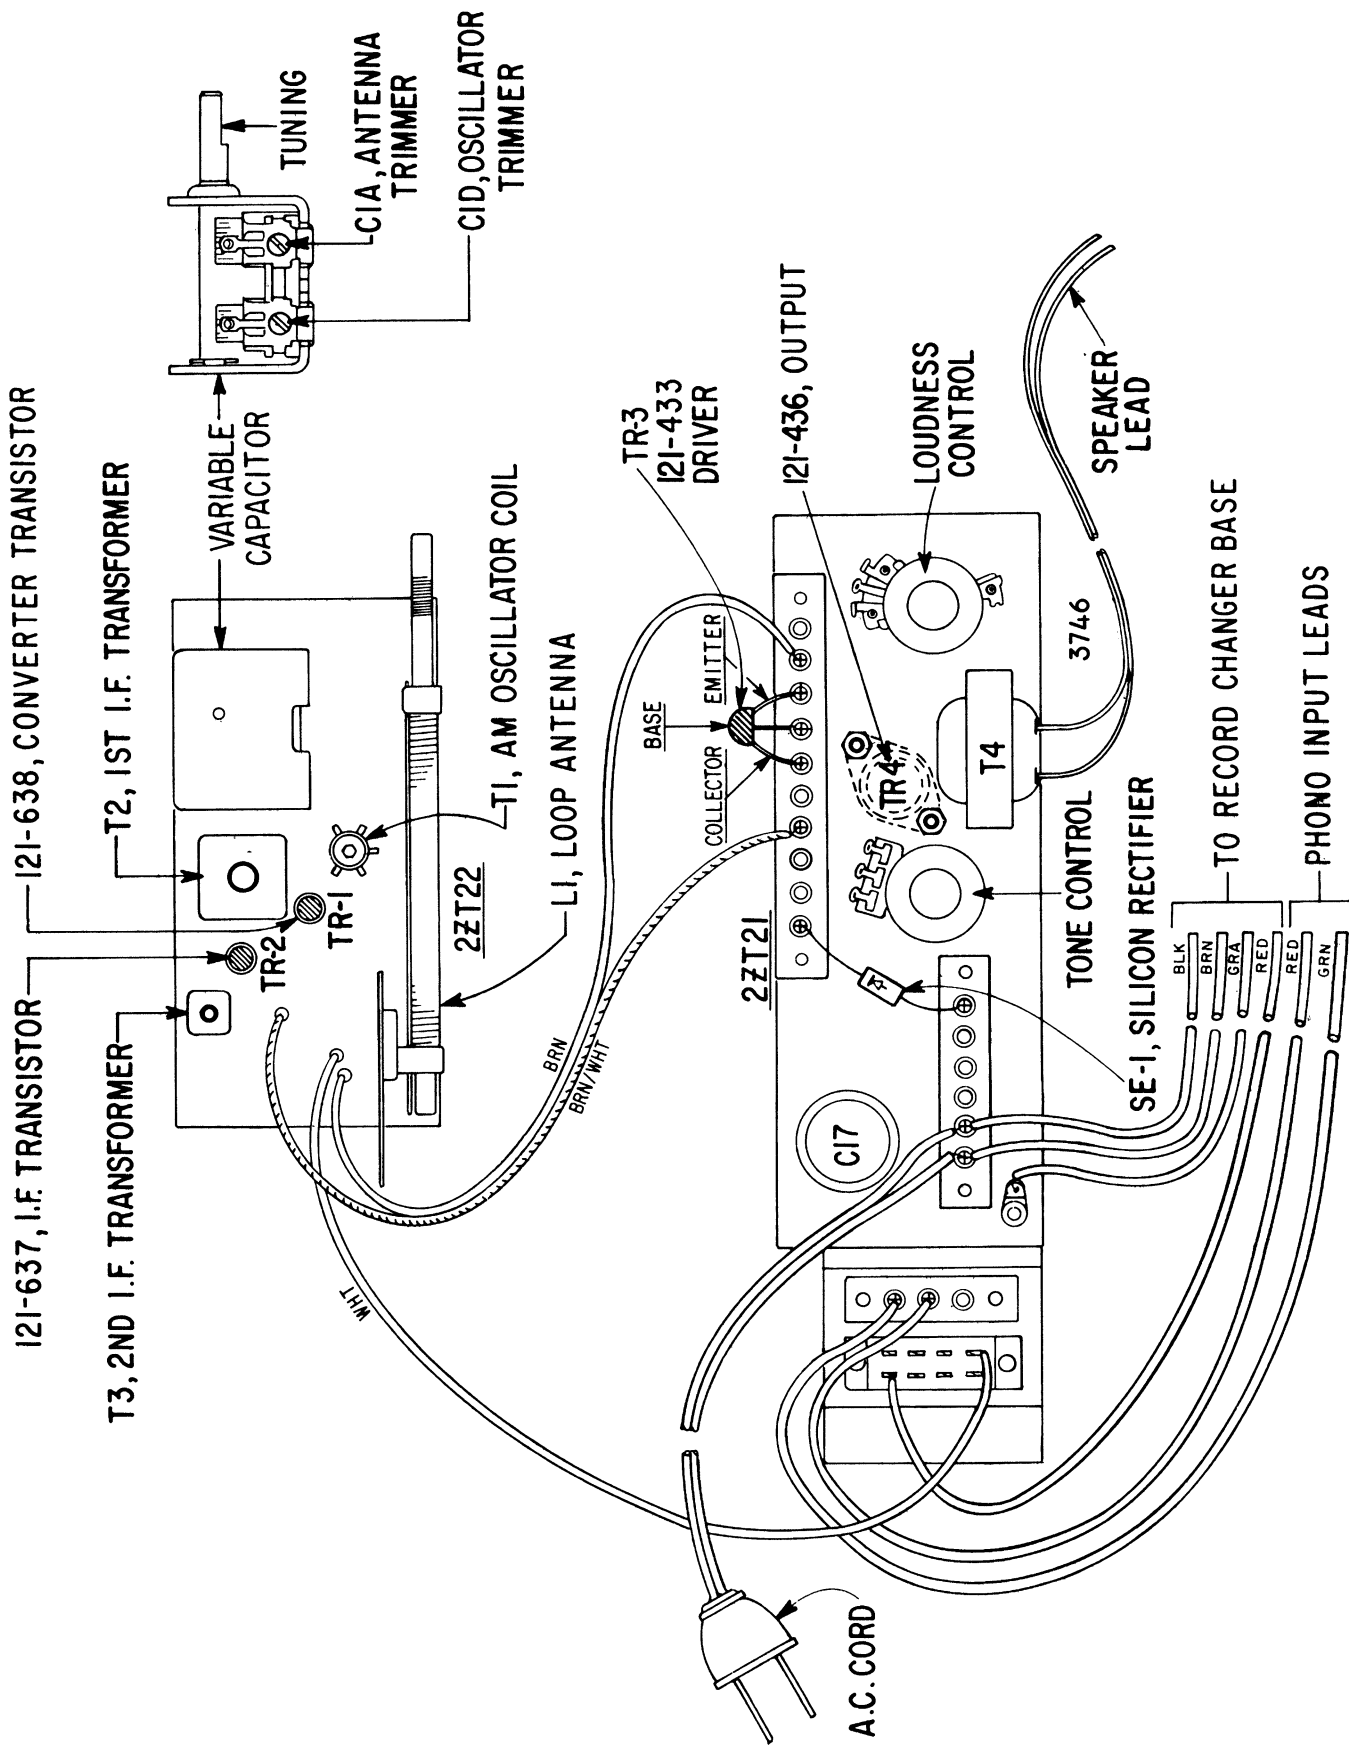 121-637, I.F. TRANSISTOR
T3, 2ND I.F. TRANSFORMER
121-638, CONVERTER TRANSISTOR
T2, 1ST I.F. TRANSFORMER
VARIABLE
CAPACITOR
TUNING
C1A, ANTENNA
TRIMMER
C1D, OSCILLATOR
TRIMMER
TR-2
TR-1
T1, AM OSCILLATOR COIL
2ZT22
L1, LOOP ANTENNA
BRN
BRN/WHT
WHT
TR-3
121-433
DRIVER
BASE
EMITTER
COLLECTOR
121-436, OUTPUT
LOUDNESS
CONTROL
SPEAKER
LEAD
2ZT21
TR4
T4
3746
TONE CONTROL
C17
SE-1, SILICON RECTIFIER
BLK
BRN
GRA
RED
RED
GRN
TO RECORD CHANGER BASE
PHONO INPUT LEADS
A.C. CORD